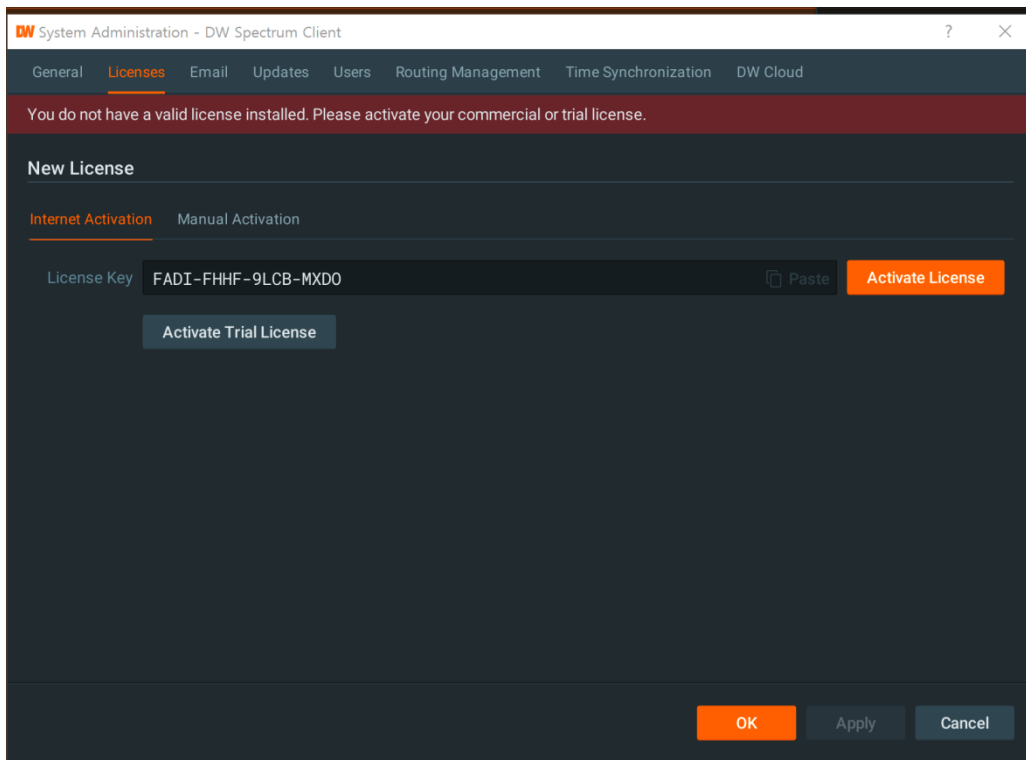 DW System Administration - DW Spectrum Client ?
General Licenses Email Updates Users Routing Management Time Synchronization DW Cloud
You do not have a valid license installed. Please activate your commercial or trial license.
New License
Internet Activation Manual Activation
License Key FADI-FHHF-9LCB-MXDO Paste Activate License
Activate Trial License
OK Apply Cancel